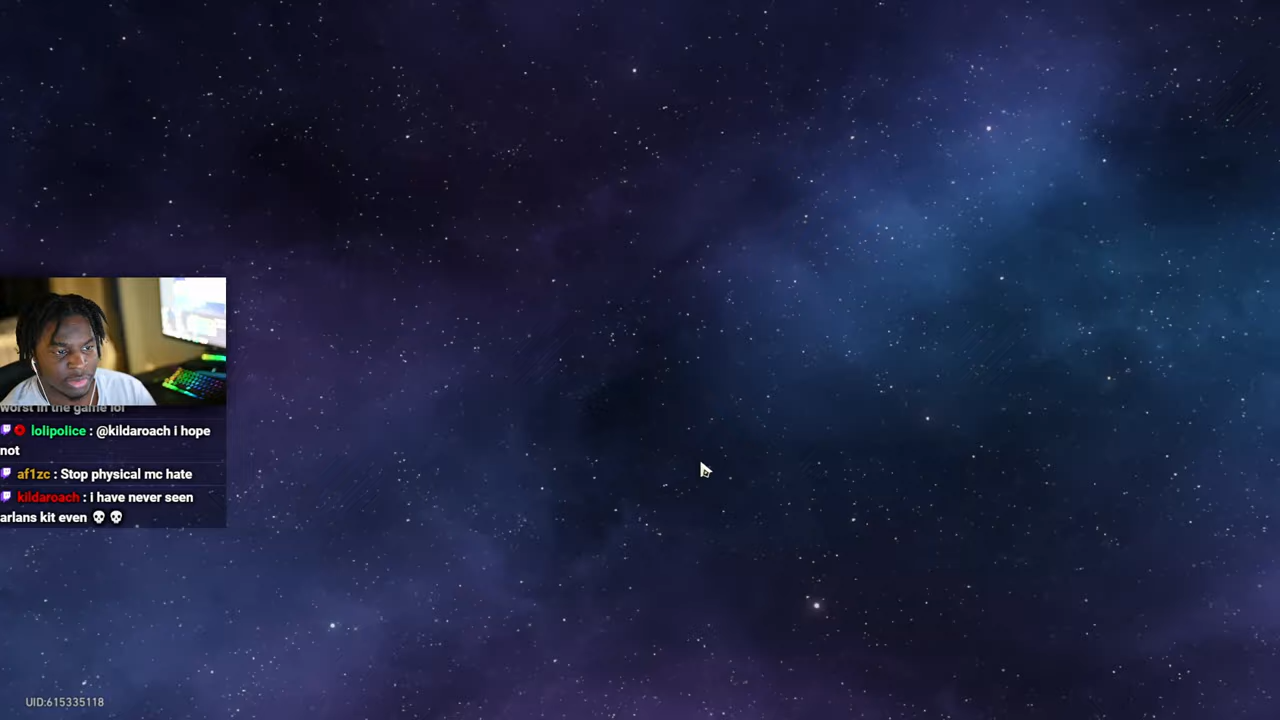 worst in the game lol
lolipolice : @kildaroach i hope
not
af1zc : Stop physical mc hate
kildaroach : i have never seen
arlans kit even 💀 💀
UID:615335118